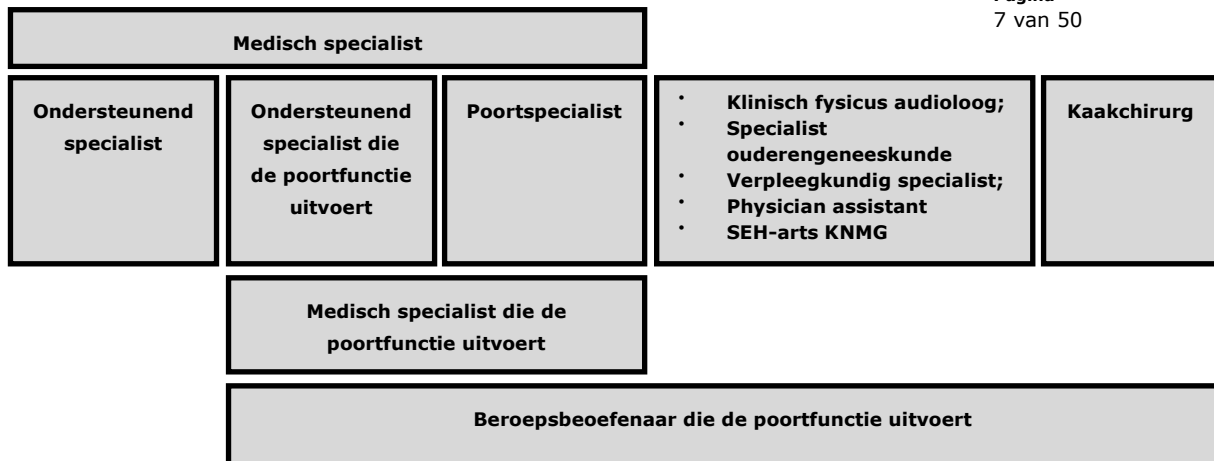 Pagina
7 van 50
Medisch specialist
Ondersteunend
specialist
Ondersteunend
specialist die
de poortfunctie
uitvoert
Poortspecialist
· Klinisch fysicus audioloog;
· Specialist
ouderengeneeskunde
· Verpleegkundig specialist;
· Physician assistant
· SEH-arts KNMG
Kaakchirurg
Medisch specialist die de
poortfunctie uitvoert
Beroepsbeoefenaar die de poortfunctie uitvoert